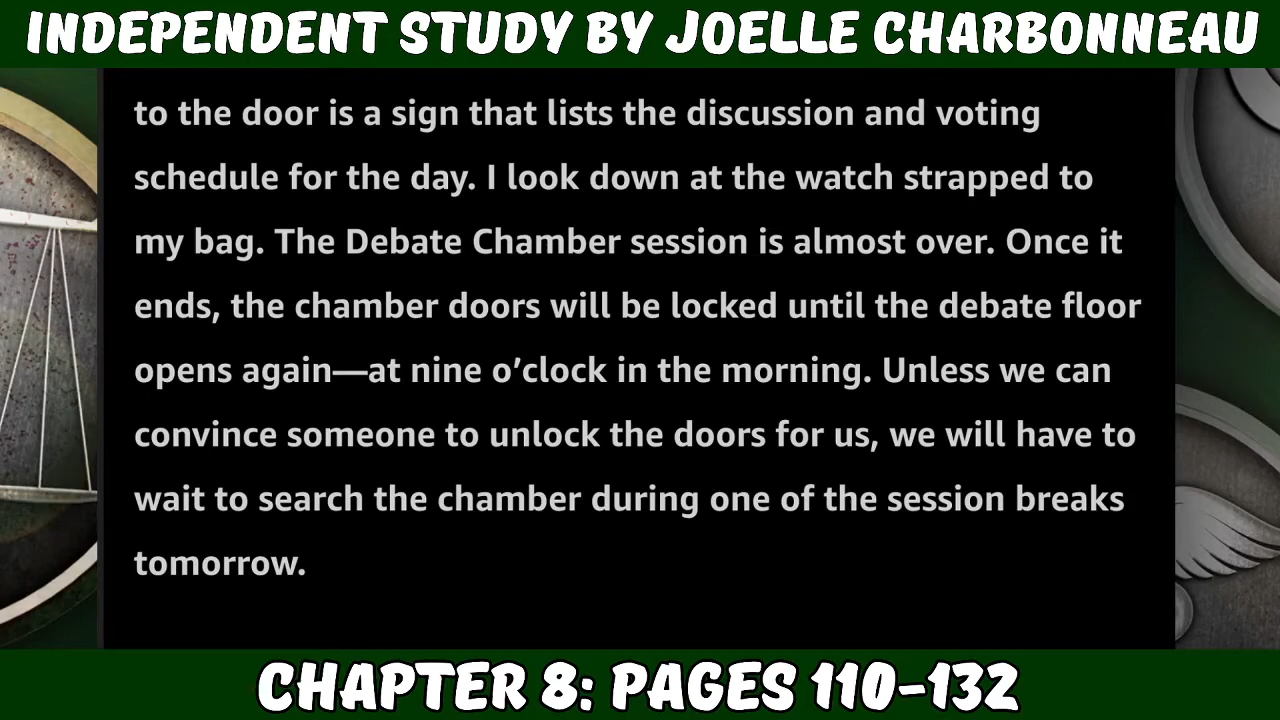 INDEPENDENT STUDY BY JOELLE CHARBONNEAU
to the door is a sign that lists the discussion and voting
schedule for the day. I look down at the watch strapped to
my bag. The Debate Chamber session is almost over. Once it
ends, the chamber doors will be locked until the debate floor
opens again—at nine o’clock in the morning. Unless we can
convince someone to unlock the doors for us, we will have to
wait to search the chamber during one of the session breaks
tomorrow.
CHAPTER 8: PAGES 110-132